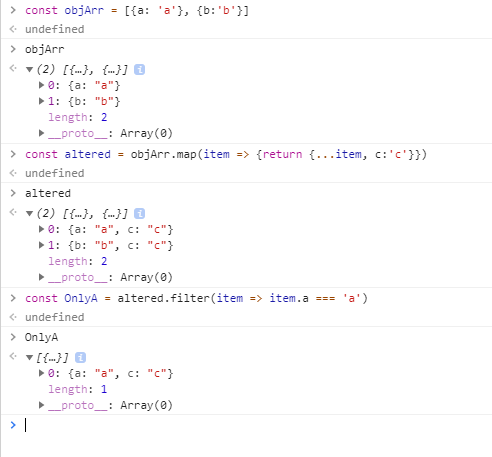 > const objArr = [{a: 'a'}, {b:'b'}]
undefined
> objArr
(2) [{…}, {…}] i
0: {a: "a"}
1: {b: "b"}
length: 2
__proto__: Array(0)
> const altered = objArr.map(item => {return {...item, c:'c'}})
undefined
> altered
(2) [{…}, {…}] i
0: {a: "a", c: "c"}
1: {b: "b", c: "c"}
length: 2
__proto__: Array(0)
> const OnlyA = altered.filter(item => item.a === 'a')
undefined
> OnlyA
[{…}] i
0: {a: "a", c: "c"}
length: 1
__proto__: Array(0)
>